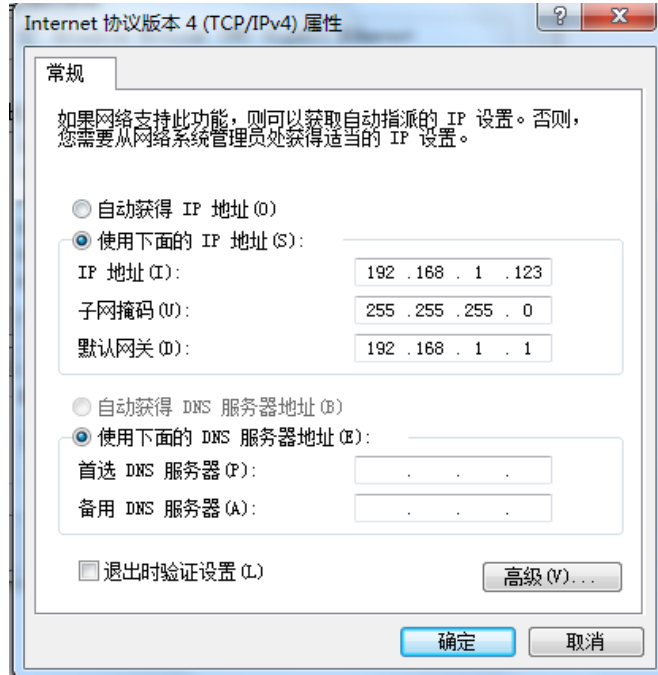 Internet 协议版本 4 (TCP/IPv4) 属性
常规
如果网络支持此功能，则可以获取自动指派的 IP 设置。否则，
您需要从网络系统管理员处获得适当的 IP 设置。
自动获得 IP 地址(O)
使用下面的 IP 地址(S):
IP 地址(I): 192 .168 . 1 .123
子网掩码(U): 255 .255 .255 . 0
默认网关(D): 192 .168 . 1 . 1
自动获得 DNS 服务器地址(B)
使用下面的 DNS 服务器地址(E):
首选 DNS 服务器(P): . . .
备用 DNS 服务器(A): . . .
退出时验证设置(L)
高级(V)...
确定 取消